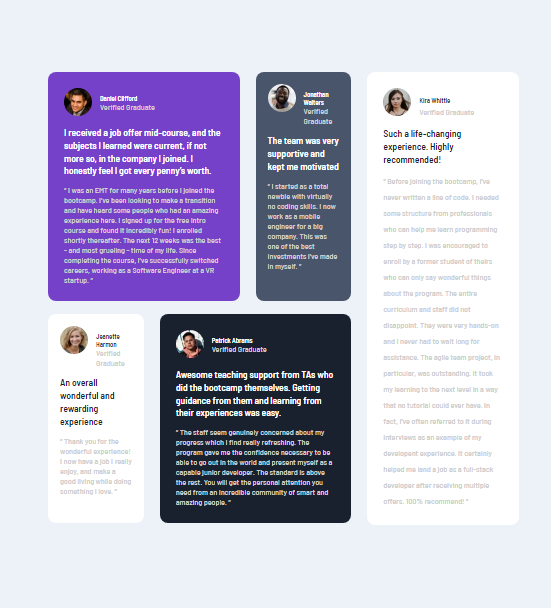 Daniel Clifford
Verified Graduate
I received a job offer mid-course, and the
subjects I learned were current, if not
more so, in the company I joined. I
honestly feel I got every penny's worth.
" I was an EMT for many years before I joined the
bootcamp. I've been looking to make a transition
and have heard some people who had an amazing
experience here. I signed up for the free intro
course and found it incredibly fun! I enrolled
shortly thereafter. The next 12 weeks was the best
- and most grueling - time of my life. Since
completing the course, I've successfully switched
careers, working as a Software Engineer at a VR
startup. "
Jonathan
Walters
Verified
Graduate
The team was very
supportive and
kept me motivated
" I started as a total
newbie with virtually
no coding skills. I now
work as a mobile
engineer for a big
company. This was
one of the best
investments I've made
in myself. "
Kira Whittle
Verified Graduate
Such a life-changing
experience. Highly
recommended!
" Before joining the bootcamp, I've
never written a line of code. I needed
some structure from professionals
who can help me learn programming
step by step. I was encouraged to
enroll by a former student of theirs
who can only say wonderful things
about the program. The entire
curriculum and staff did not
disappoint. They were very hands-on
and I never had to wait long for
assistance. The agile team project, in
particular, was outstanding. It took
my learning to the next level in a way
that no tutorial could ever have. In
fact, I've often referred to it during
interviews as an example of my
developent experience. It certainly
helped me land a job as a full-stack
developer after receiving multiple
offers. 100% recommend! "
Jeanette
Harmon
Verified
Graduate
An overall
wonderful and
rewarding
experience
" Thank you for the
wonderful experience!
I now have a job I really
enjoy, and make a
good living while doing
something I love. "
Patrick Abrams
Verified Graduate
Awesome teaching support from TAs who
did the bootcamp themselves. Getting
guidance from them and learning from
their experiences was easy.
" The staff seem genuinely concerned about my
progress which I find really refreshing. The
program gave me the confidence necessary to be
able to go out in the world and present myself as a
capable junior developer. The standard is above
the rest. You will get the personal attention you
need from an incredible community of smart and
amazing people. "